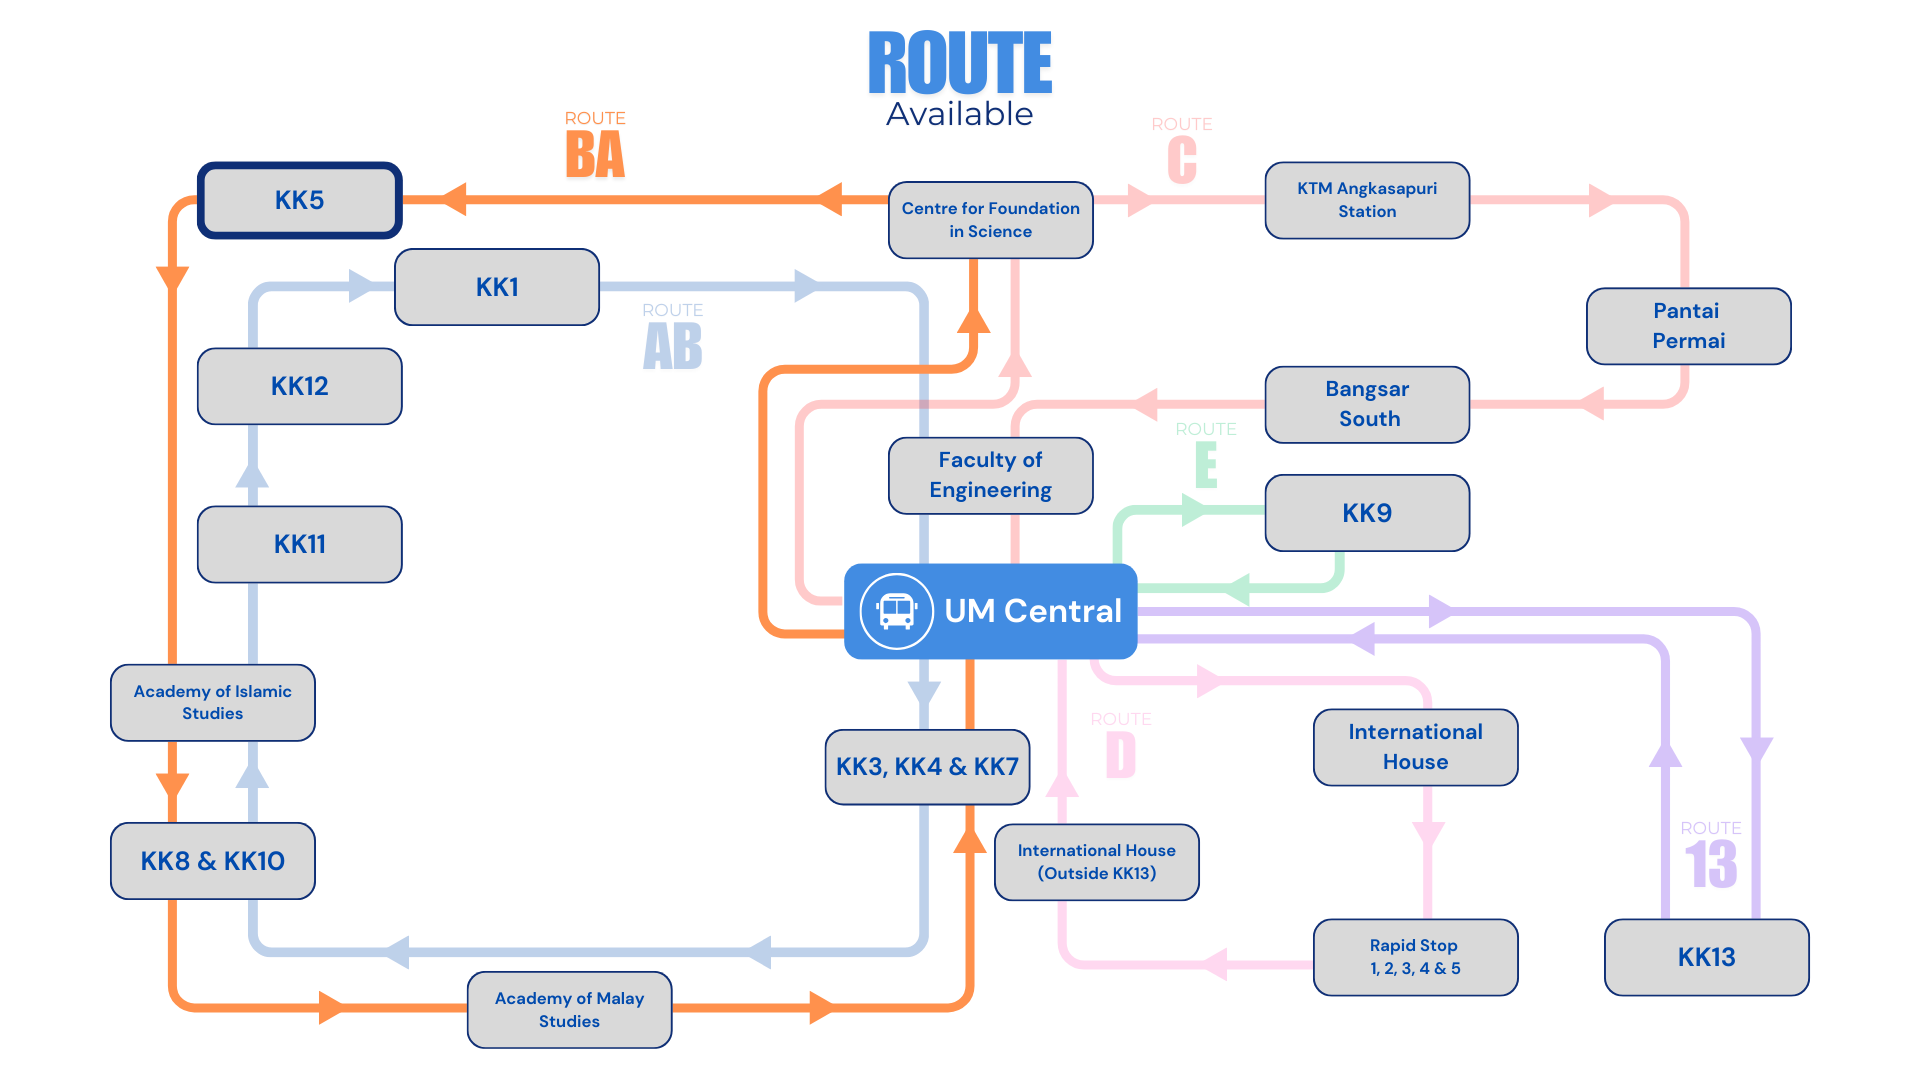 ROUTE
Available
ROUTE
BA
ROUTE
C
KK5
Centre for Foundation
in Science
KTM Angkasapuri
Station
KK1
ROUTE
AB
Pantai
Permai
KK12
Bangsar
South
ROUTE
E
Faculty of
Engineering
KK9
KK11
UM Central
Academy of Islamic
Studies
ROUTE
D
International
House
KK3, KK4 & KK7
KK8 & KK10
International House
(Outside KK13)
ROUTE
13
Rapid Stop
1, 2, 3, 4 & 5
KK13
Academy of Malay
Studies